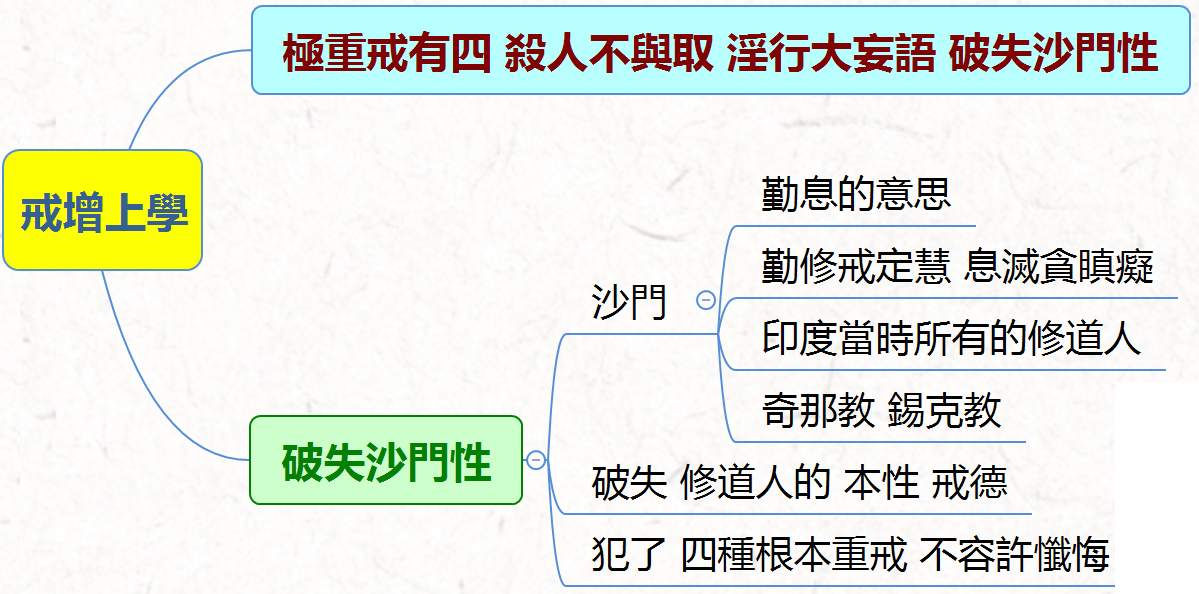 極重戒有四 殺人不與取 淫行大妄語 破失沙門性
戒增上學
勤息的意思
勤修戒定慧 息滅貪瞋癡
沙門
印度當時所有的修道人
奇那教 錫克教
破失沙門性
破失 修道人的 本性 戒德
犯了 四種根本重戒 不容許懺悔